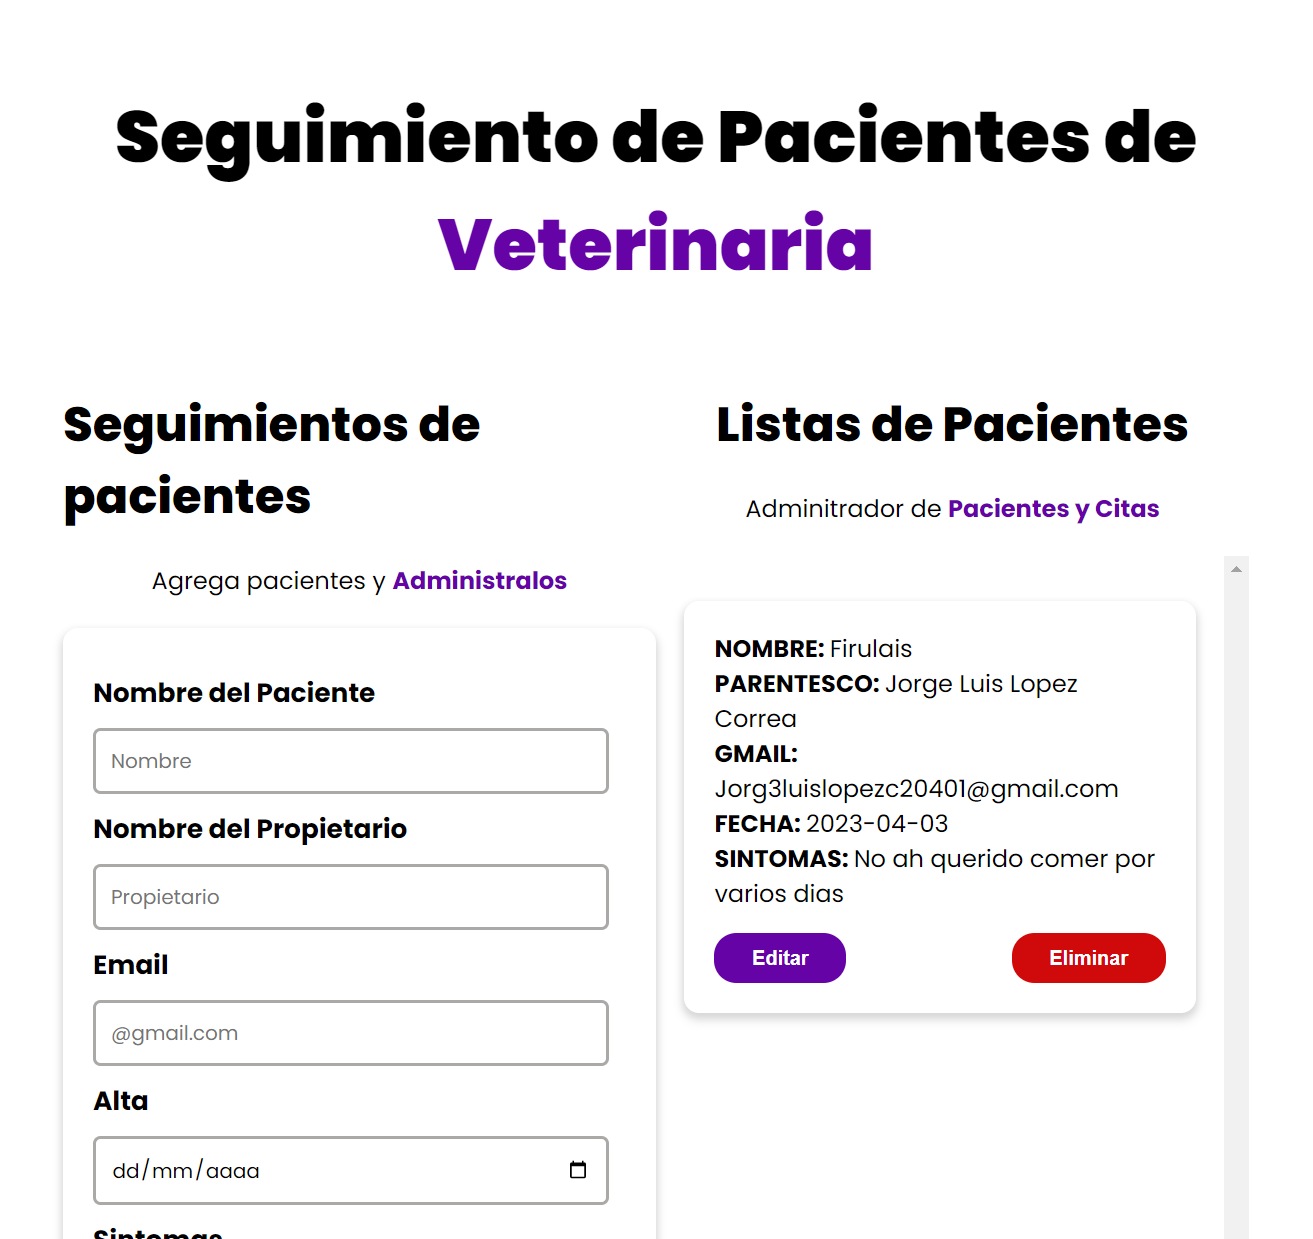 Seguimiento de Pacientes de
Veterinaria
Seguimientos de
pacientes
Agrega pacientes y Administralos
Nombre del Paciente
Nombre
Nombre del Propietario
Propietario
Email
@gmail.com
Alta
dd/mm/aaaa
Sintomas
Listas de Pacientes
Adminitrador de Pacientes y Citas
NOMBRE: Firulais
PARENTESCO: Jorge Luis Lopez
Correa
GMAIL:
Jorg3luislopezc20401@gmail.com
FECHA: 2023-04-03
SINTOMAS: No ah querido comer por
varios dias
Editar
Eliminar